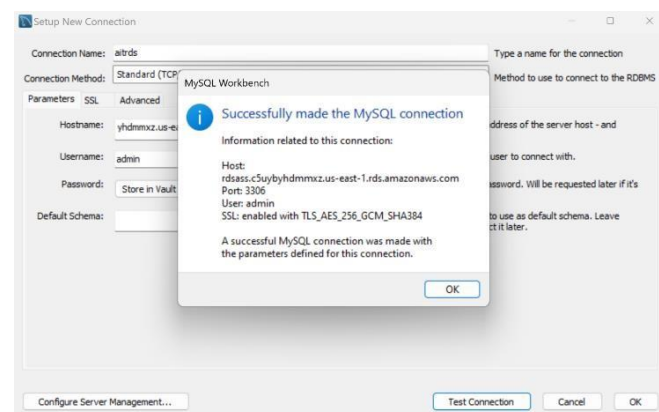 Setup New Connection
Connection Name: aitrds Type a name for the connection
Connection Method: Standard (TCP Method to use to connect to the RDBMS
MySQL Workbench
Parameters SSL Advanced
Successfully made the MySQL connection
Hostname: yhdmmxz.us-ea ddress of the server host - and
Information related to this connection:
Username: admin user to connect with.
Host:
rdsass.c5uybyhdmmxz.us-east-1.rds.amazonaws.com
Password: Store in Vault assword. Will be requested later if it's
Port: 3306
User: admin
SSL: enabled with TLS_AES_256_GCM_SHA384
Default Schema: to use as default schema. Leave
ct it later.
A successful MySQL connection was made with
the parameters defined for this connection.
OK
Configure Server Management... Test Connection Cancel OK